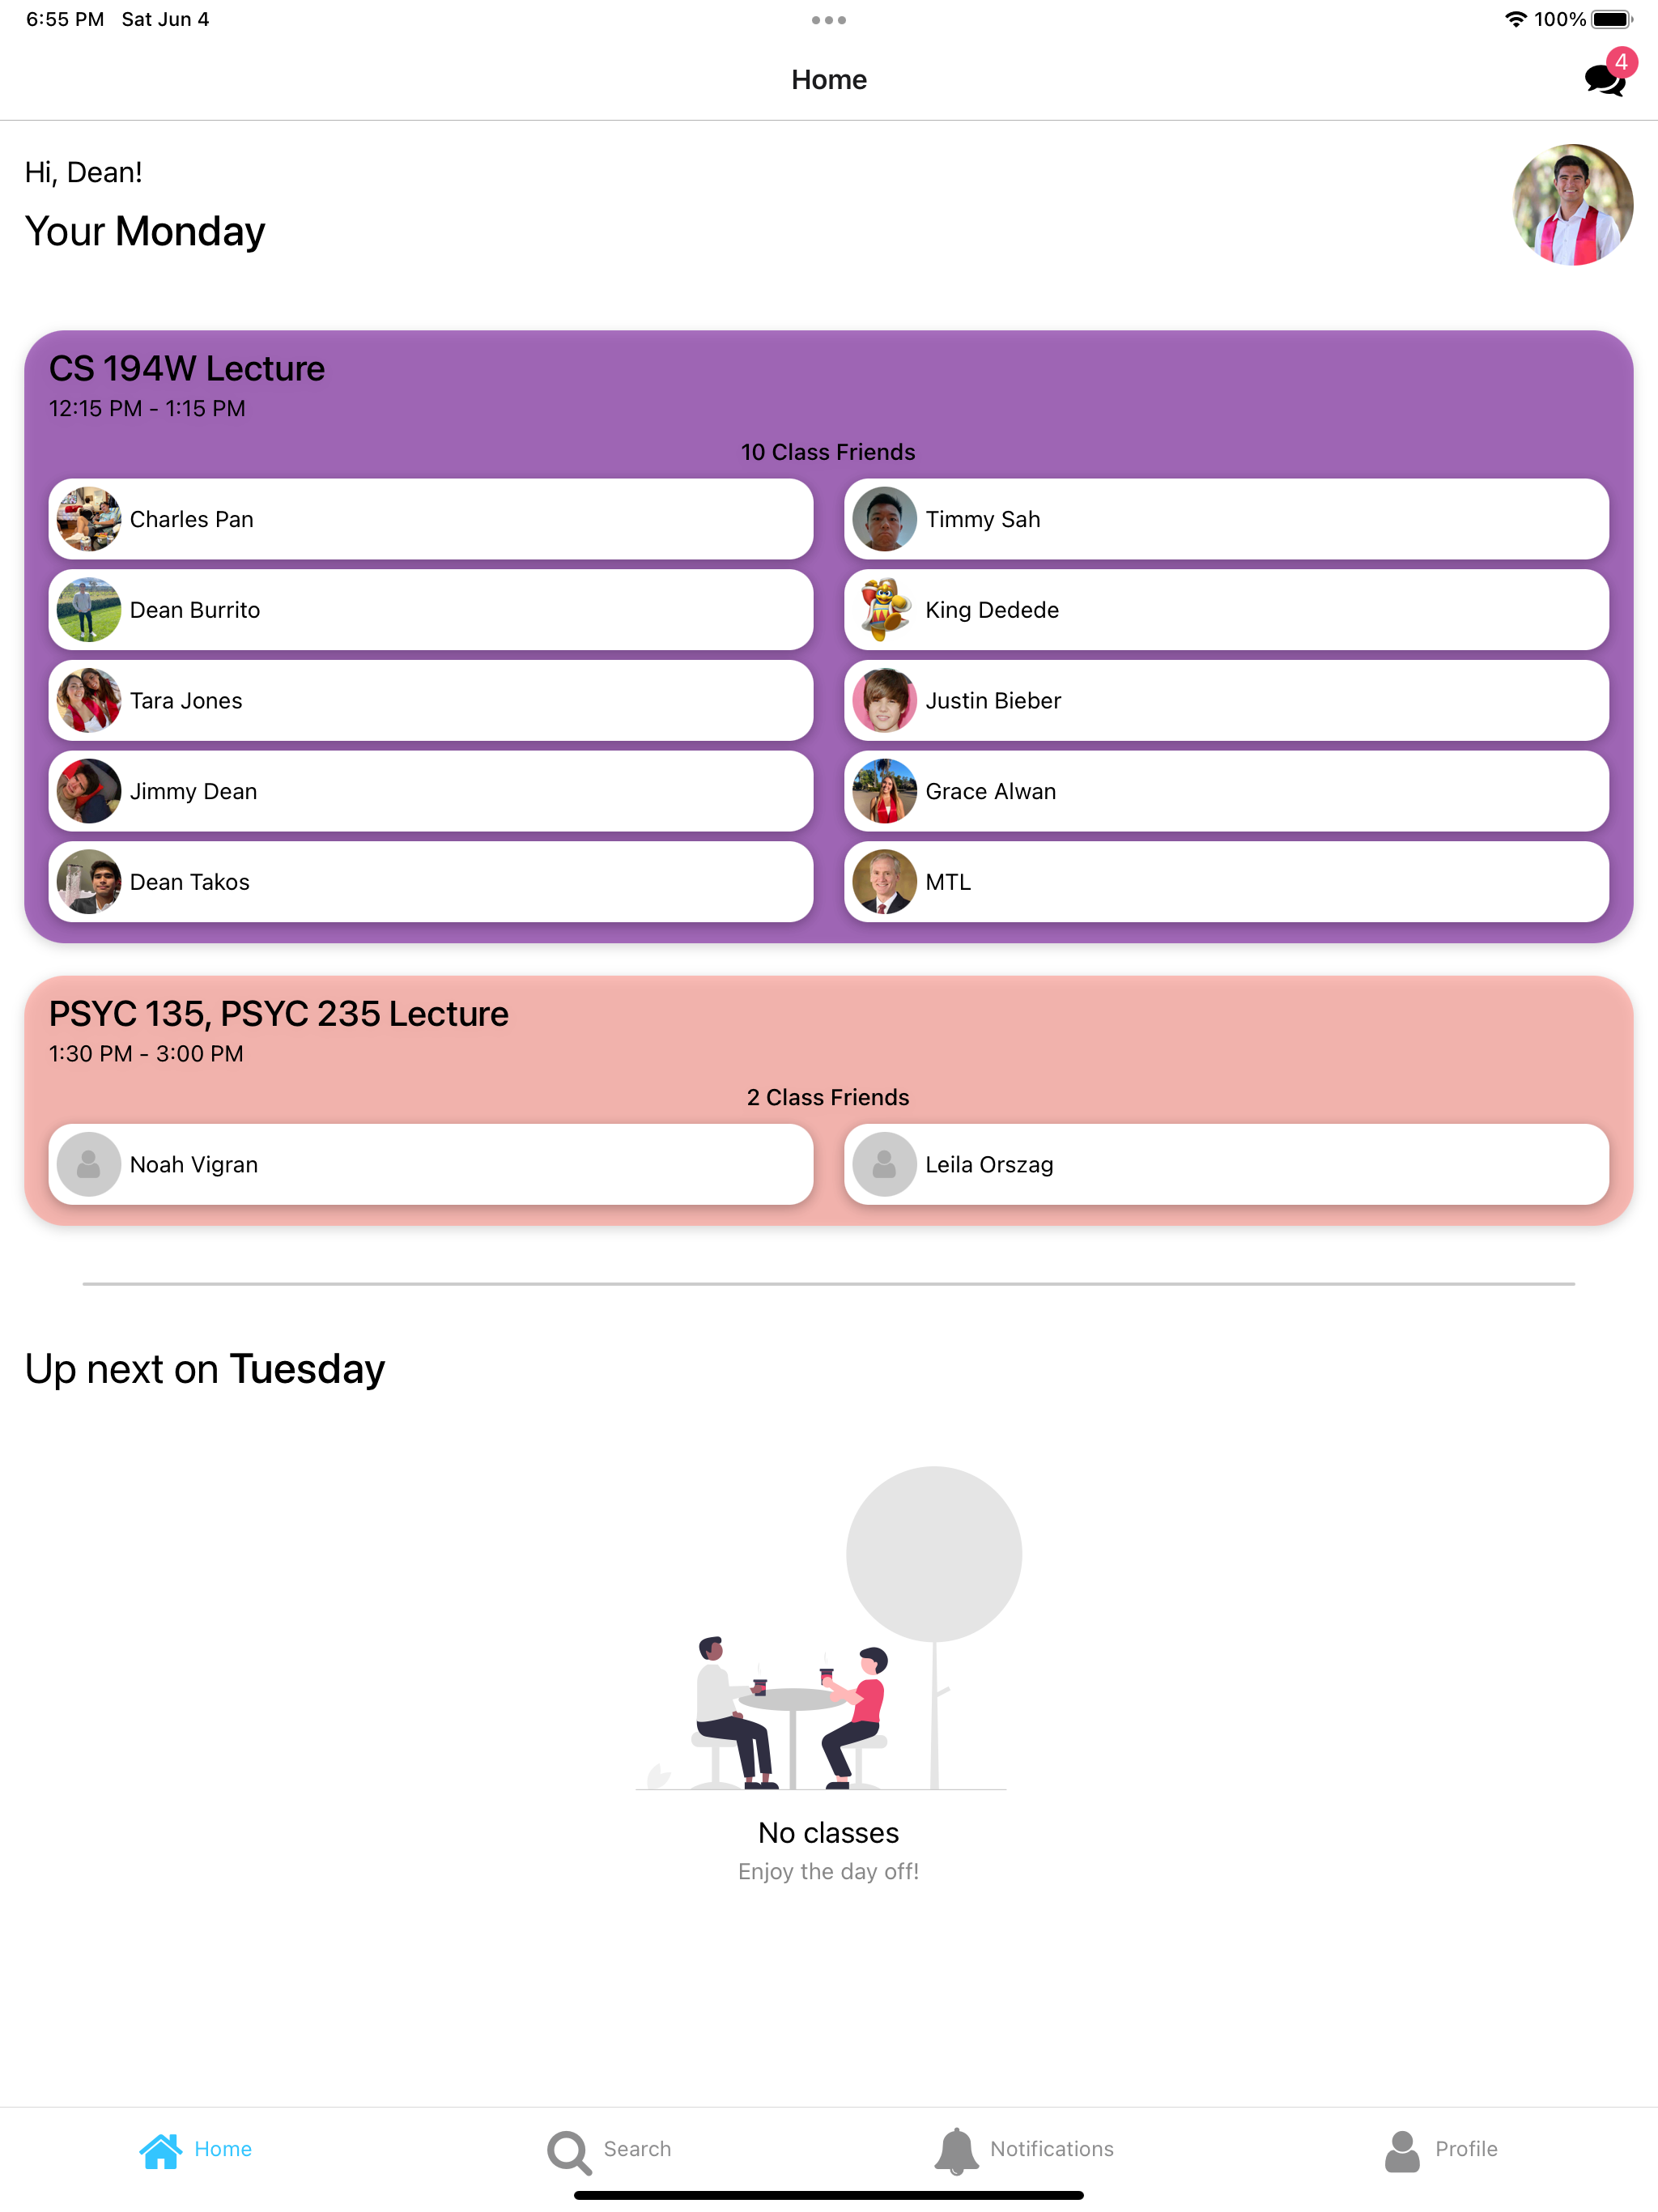 6:55 PM Sat Jun 4
100%
Home
4
Hi, Dean!
Your Monday
CS 194W Lecture
12:15 PM - 1:15 PM
10 Class Friends
Charles Pan
Timmy Sah
Dean Burrito
King Dedede
Tara Jones
Justin Bieber
Jimmy Dean
Grace Alwan
Dean Takos
MTL
PSYC 135, PSYC 235 Lecture
1:30 PM - 3:00 PM
2 Class Friends
Noah Vigran
Leila Orszag
Up next on Tuesday
No classes
Enjoy the day off!
Home
Search
Notifications
Profile